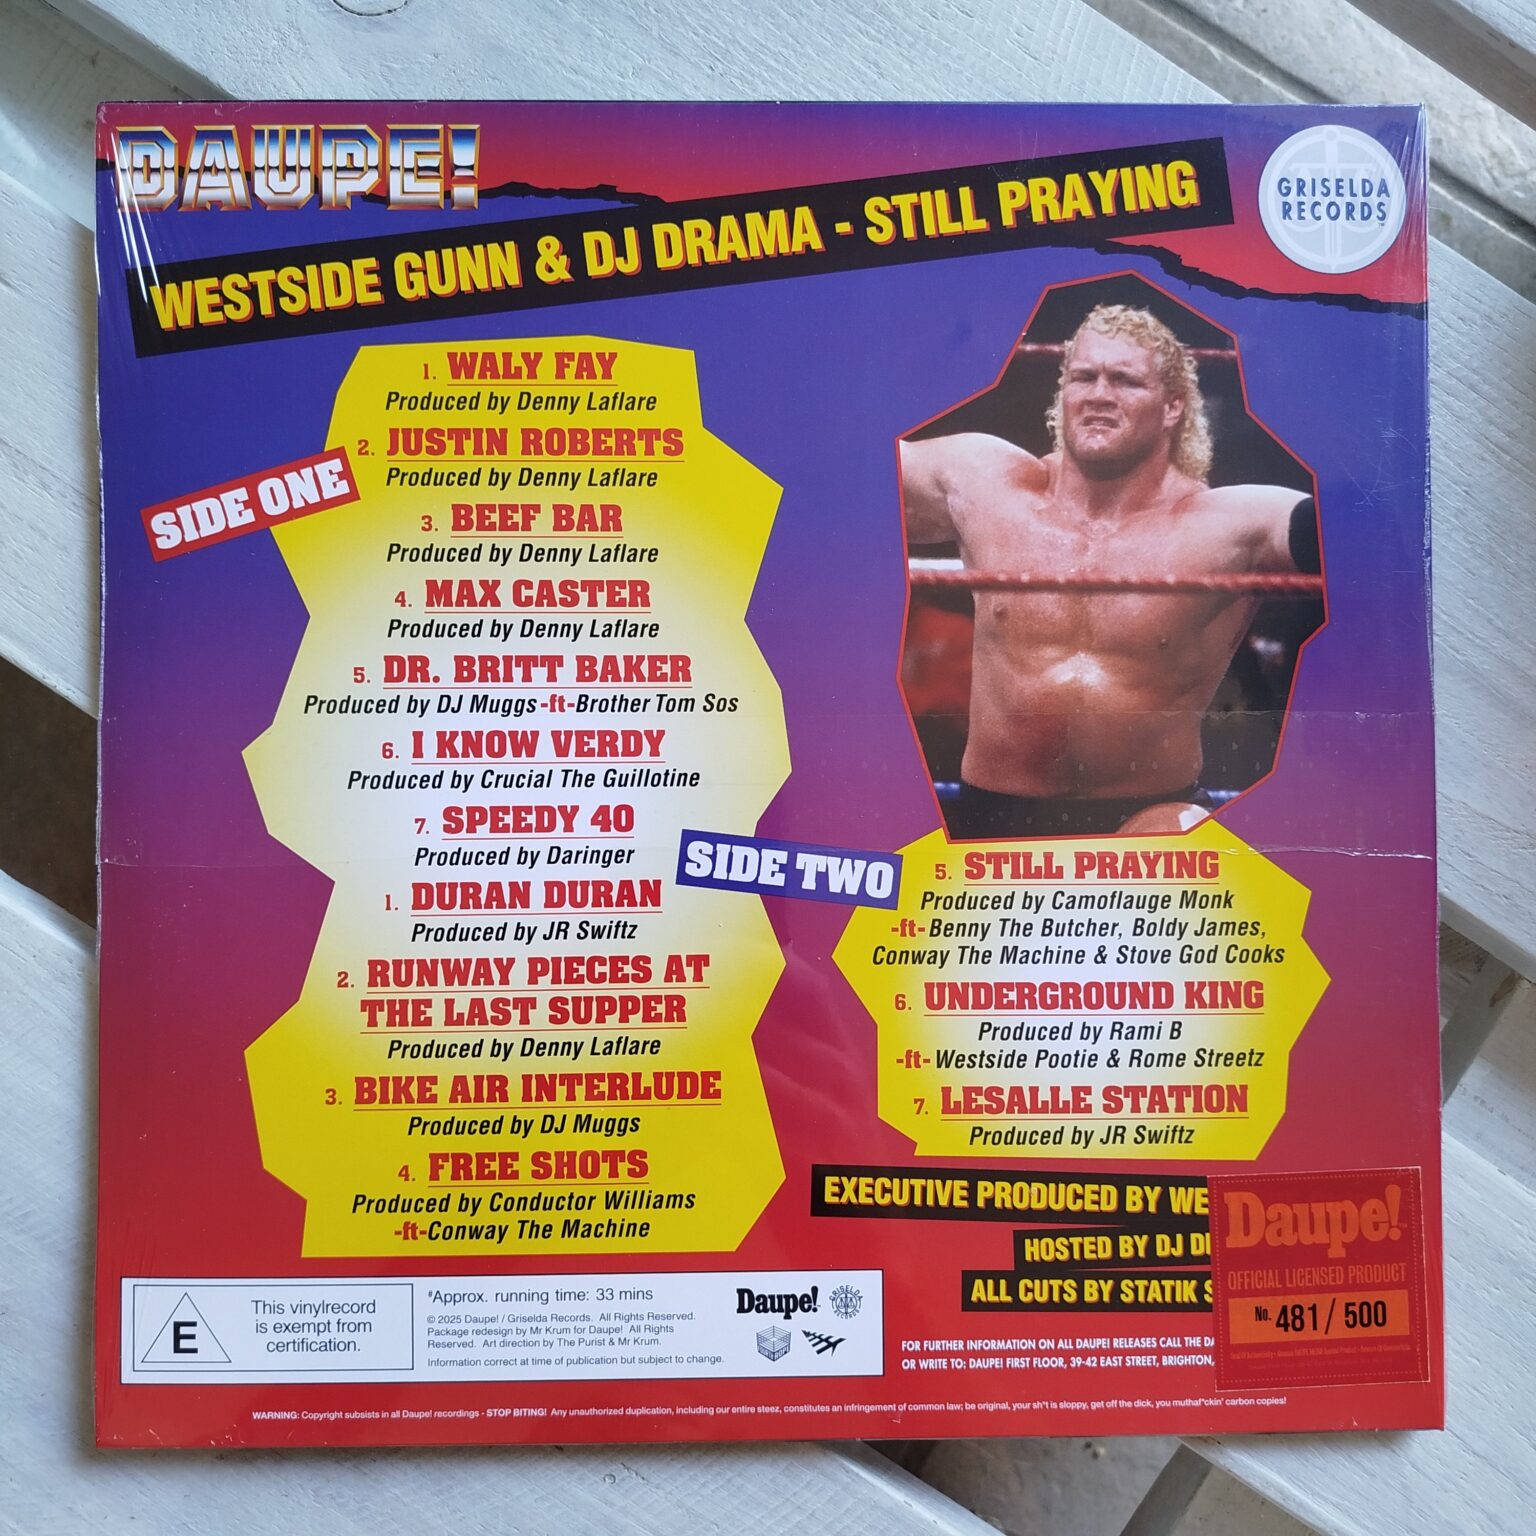 DAUPE!
GRISELDA
RECORDS
WESTSIDE GUNN & DJ DRAMA - STILL PRAYING
SIDE ONE
1. WALY FAY
Produced by Denny Laflare
2. JUSTIN ROBERTS
Produced by Denny Laflare
3. BEEF BAR
Produced by Denny Laflare
4. MAX CASTER
Produced by Denny Laflare
5. DR. BRITT BAKER
Produced by DJ Muggs -ft- Brother Tom Sos
6. I KNOW VERDY
Produced by Crucial The Guillotine
7. SPEEDY 40
Produced by Daringer
SIDE TWO
1. DURAN DURAN
Produced by JR Swiftz
2. RUNWAY PIECES AT
THE LAST SUPPER
Produced by Denny Laflare
3. BIKE AIR INTERLUDE
Produced by DJ Muggs
4. FREE SHOTS
Produced by Conductor Williams
-ft-Conway The Machine
5. STILL PRAYING
Produced by Camoflauge Monk
-ft- Benny The Butcher, Boldy James,
Conway The Machine & Stove God Cooks
6. UNDERGROUND KING
Produced by Rami B
-ft- Westside Pootie & Rome Streetz
7. LESALLE STATION
Produced by JR Swiftz
EXECUTIVE PRODUCED BY WE
HOSTED BY DJ D
ALL CUTS BY STATIK S
Daupe!
OFFICIAL LICENSED PRODUCT
No. 481 / 500
E
This vinylrecord
is exempt from
certification.
*Approx. running time: 33 mins
© 2025 Daupe! / Griselda Records. All Rights Reserved.
Package redesign by Mr Krum for Daupe! All Rights
Reserved. Art direction by The Purist & Mr Krum.
Information correct at time of publication but subject to change.
Daupe!
GRISELDA
RECORDS
FOR FURTHER INFORMATION ON ALL DAUPE! RELEASES CALL THE DA
OR WRITE TO: DAUPE! FIRST FLOOR, 39-42 EAST STREET, BRIGHTON,
WARNING: Copyright subsists in all Daupe! recordings - STOP BITING! Any unauthorized duplication, including our entire steez, constitutes an infringement of common law; be original, your sh*t is sloppy, get off the dick, you muthaf*ckin' carbon copies!